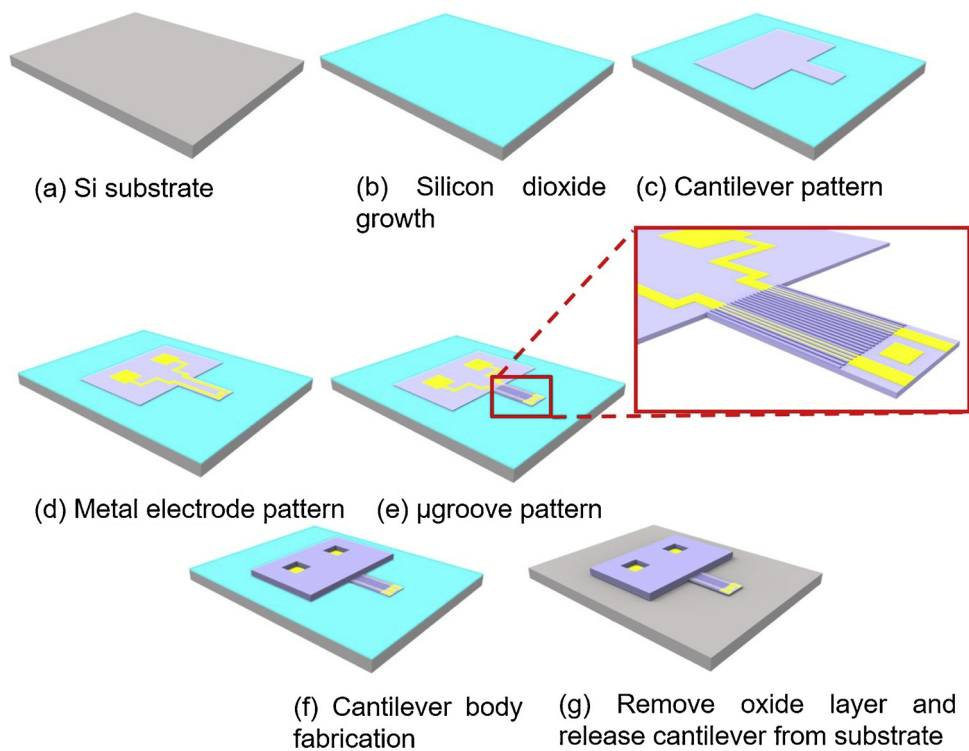 (a) Si substrate
(b) Silicon dioxide
growth
(c) Cantilever pattern
(d) Metal electrode pattern
(e) µgroove pattern
(f) Cantilever body
fabrication
(g) Remove oxide layer and
release cantilever from substrate